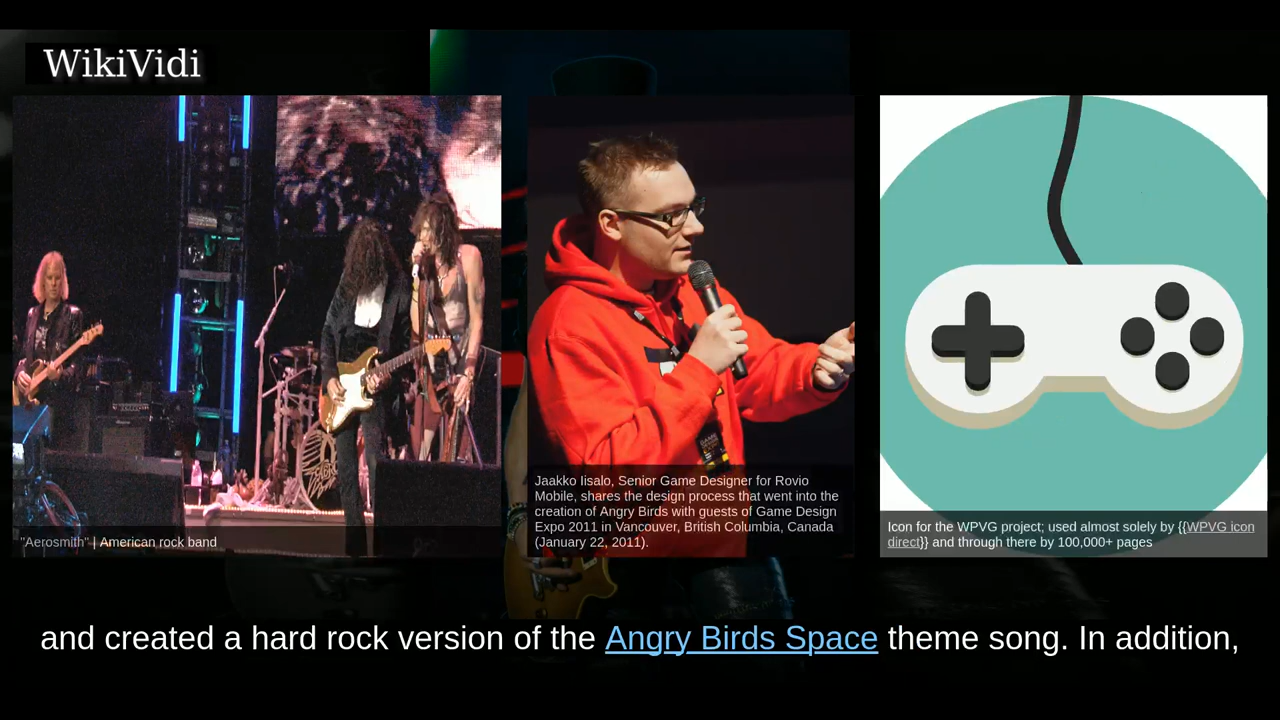 WikiVidi
"Aerosmith" | American rock band
Jaakko Iisalo, Senior Game Designer for Rovio
Mobile, shares the design process that went into the
creation of Angry Birds with guests of Game Design
Expo 2011 in Vancouver, British Columbia, Canada
(January 22, 2011).
Icon for the WPVG project; used almost solely by {{WPVG icon
direct}} and through there by 100,000+ pages
and created a hard rock version of the Angry Birds Space theme song. In addition,